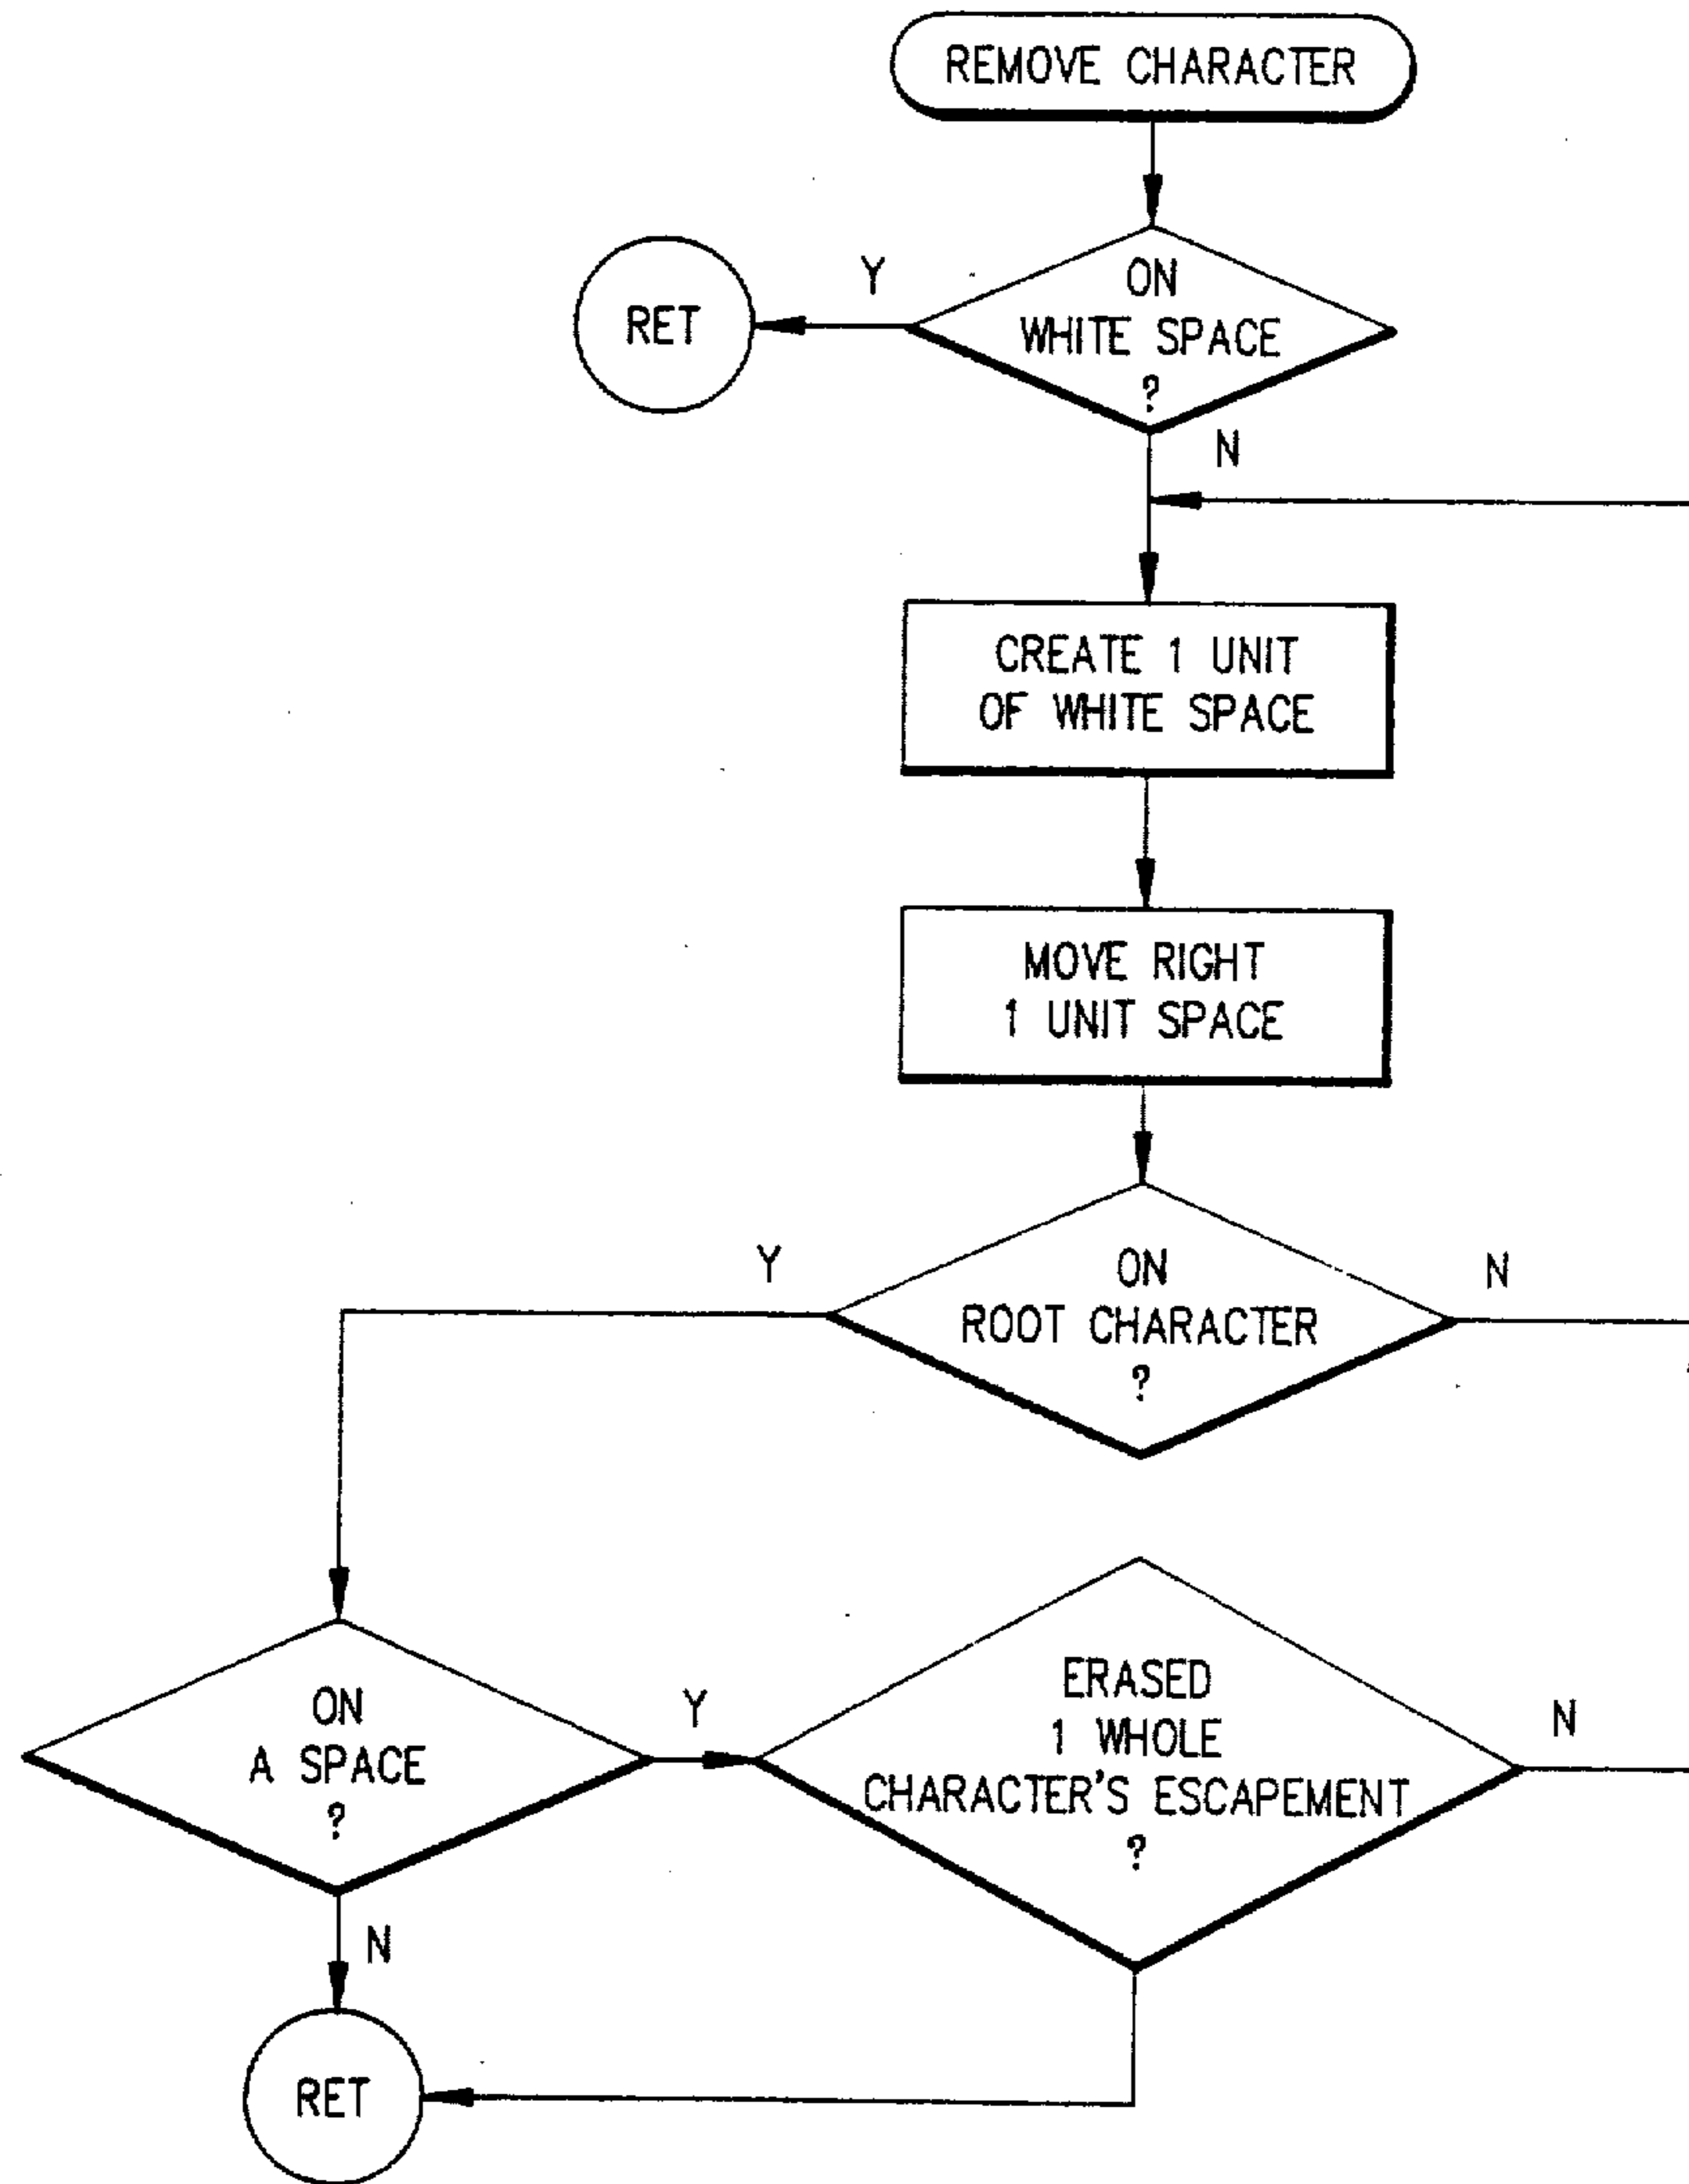 REMOVE CHARACTER
Y
ON
WHITE SPACE
?
RET
N
CREATE 1 UNIT
OF WHITE SPACE
MOVE RIGHT
1 UNIT SPACE
Y
ON
ROOT CHARACTER
?
N
ON
A SPACE
?
Y
ERASED
1 WHOLE
CHARACTER'S ESCAPEMENT
?
N
N
RET